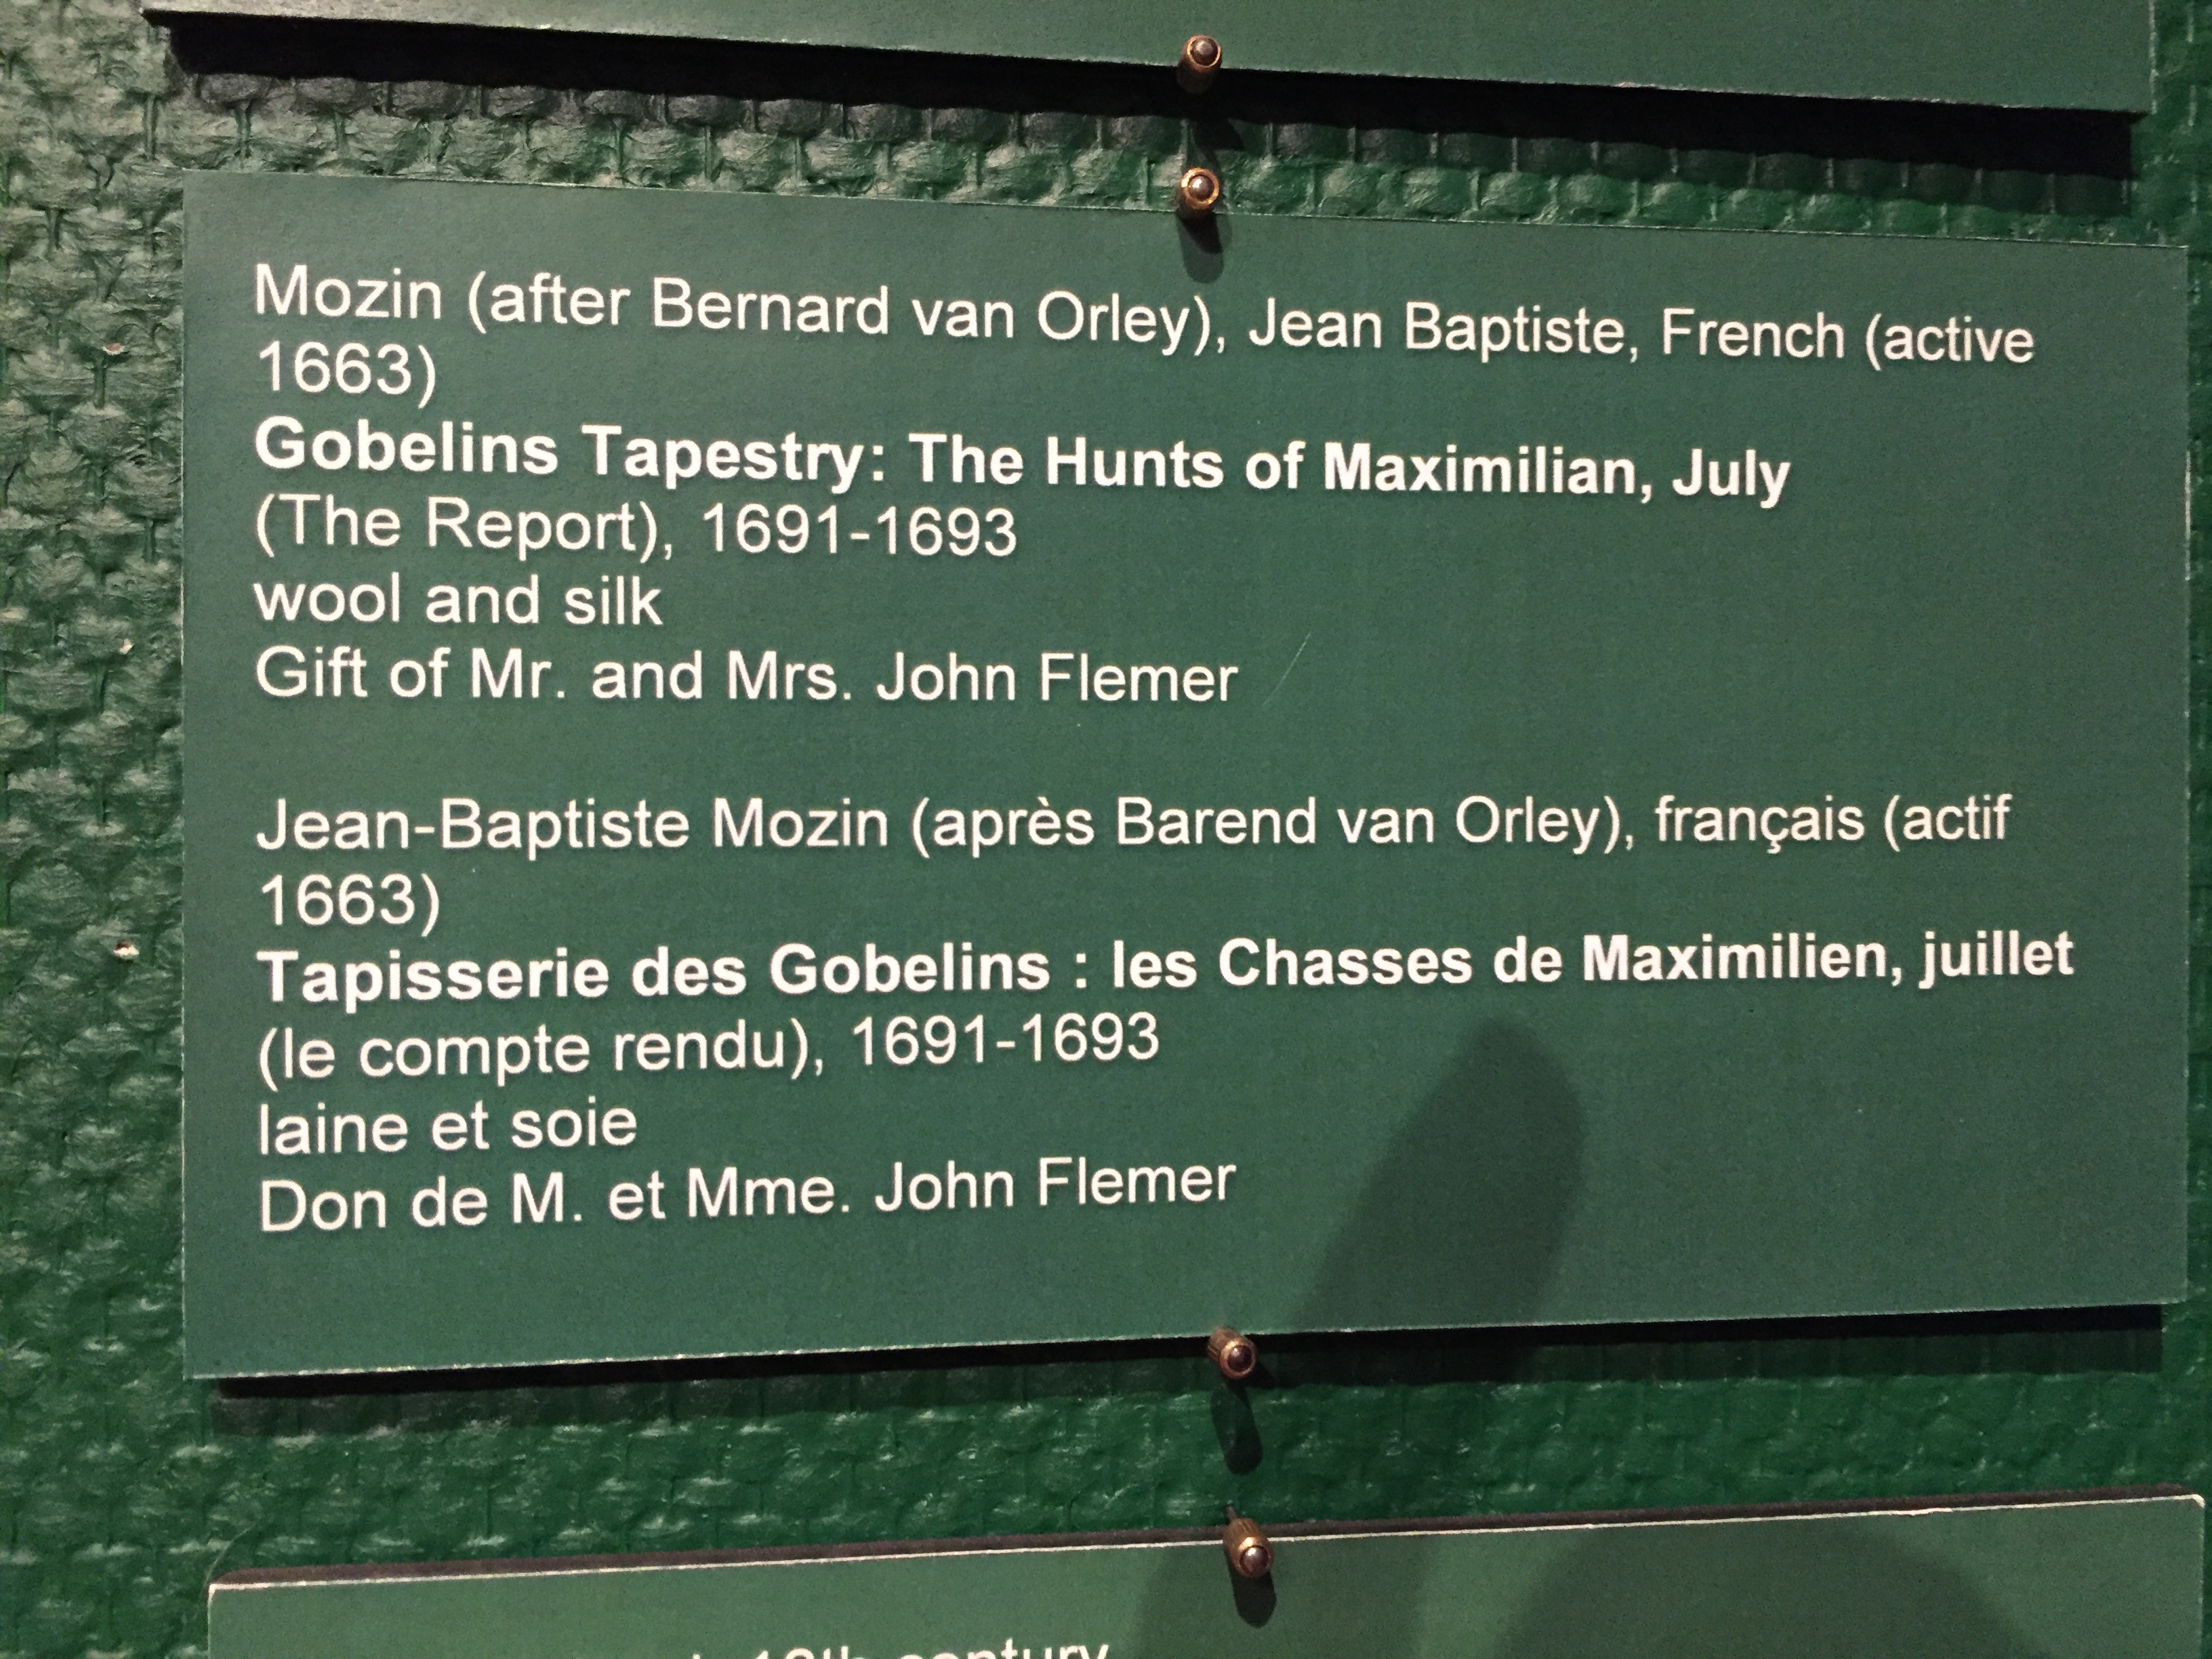 Mozin (after Bernard van Orley), Jean Baptiste, French (active
1663)
Gobelins Tapestry: The Hunts of Maximilian, July
(The Report), 1691-1693
wool and silk
Gift of Mr. and Mrs. John Flemer
Jean-Baptiste Mozin (après Barend van Orley), français (actif
1663)
Tapisserie des Gobelins : les Chasses de Maximilien, juillet
(le compte rendu), 1691-1693
laine et soie
Don de M. et Mme. John Flemer
century